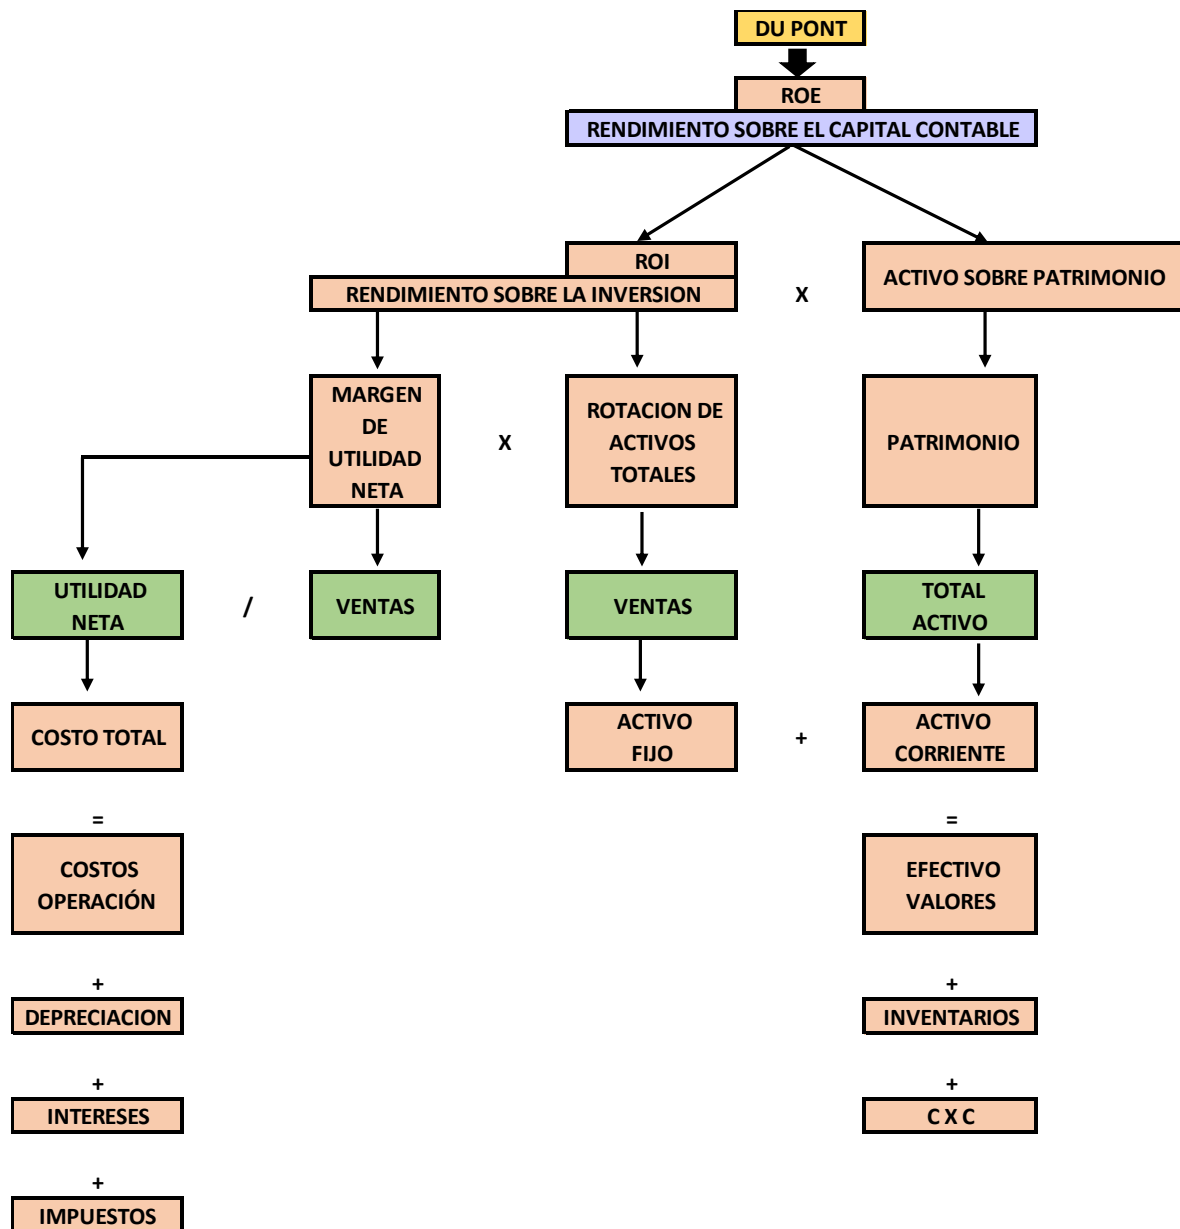 DU PONT
ROE
RENDIMIENTO SOBRE EL CAPITAL CONTABLE
ROI
RENDIMIENTO SOBRE LA INVERSION
X
ACTIVO SOBRE PATRIMONIO
MARGEN
DE
UTILIDAD
NETA
X
ROTACION DE
ACTIVOS
TOTALES
PATRIMONIO
UTILIDAD
NETA
/
VENTAS
VENTAS
TOTAL
ACTIVO
COSTO TOTAL
ACTIVO
FIJO
+
ACTIVO
CORRIENTE
=
=
COSTOS
OPERACIÓN
EFECTIVO
VALORES
+
+
DEPRECIACION
INVENTARIOS
+
+
INTERESES
C X C
+
IMPUESTOS